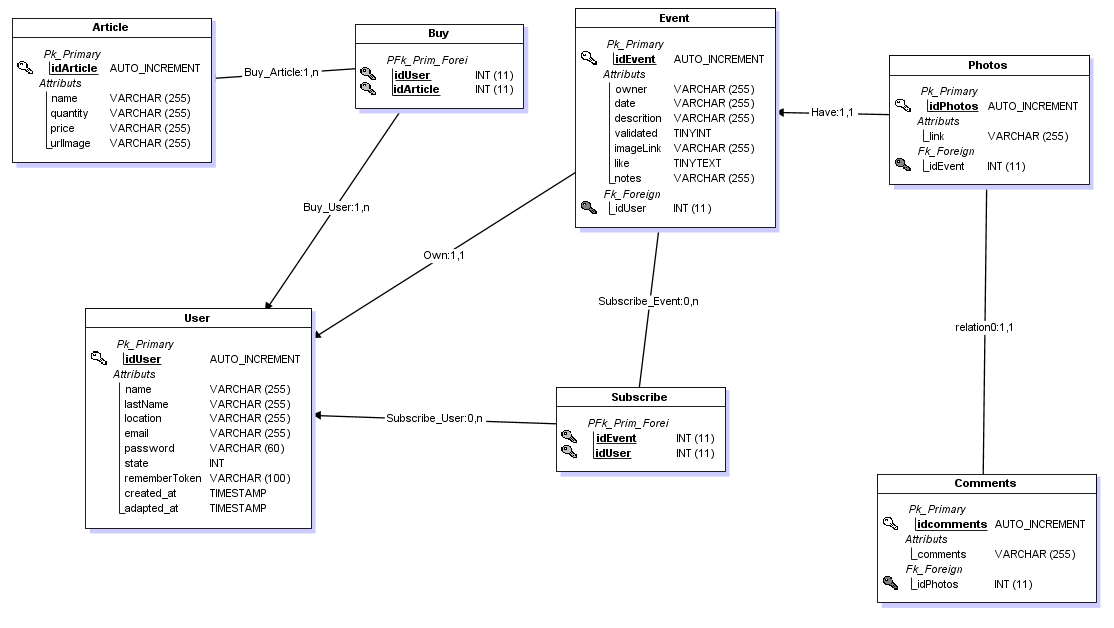 Article
Pk_Primary
idArticle AUTO_INCREMENT
Attributs
name VARCHAR (255)
quantity VARCHAR (255)
price VARCHAR (255)
urlImage VARCHAR (255)
Buy_Article:1,n
Buy
PFk_Prim_Forei
idUser INT (11)
idArticle INT (11)
Event
Pk_Primary
idEvent AUTO_INCREMENT
Attributs
owner VARCHAR (255)
date VARCHAR (255)
descrition VARCHAR (255)
validated TINYINT
imageLink VARCHAR (255)
like TINYTEXT
notes VARCHAR (255)
Fk_Foreign
idUser INT (11)
Have:1,1
Photos
Pk_Primary
idPhotos AUTO_INCREMENT
Attributs
link VARCHAR (255)
Fk_Foreign
idEvent INT (11)
Buy_User:1,n
Own:1,1
Subscribe_Event:0,n
relation0:1,1
User
Pk_Primary
idUser AUTO_INCREMENT
Attributs
name VARCHAR (255)
lastName VARCHAR (255)
location VARCHAR (255)
email VARCHAR (255)
password VARCHAR (60)
state INT
rememberToken VARCHAR (100)
created_at TIMESTAMP
adapted_at TIMESTAMP
Subscribe_User:0,n
Subscribe
PFk_Prim_Forei
idEvent INT (11)
idUser INT (11)
Comments
Pk_Primary
idcomments AUTO_INCREMENT
Attributs
comments VARCHAR (255)
Fk_Foreign
idPhotos INT (11)